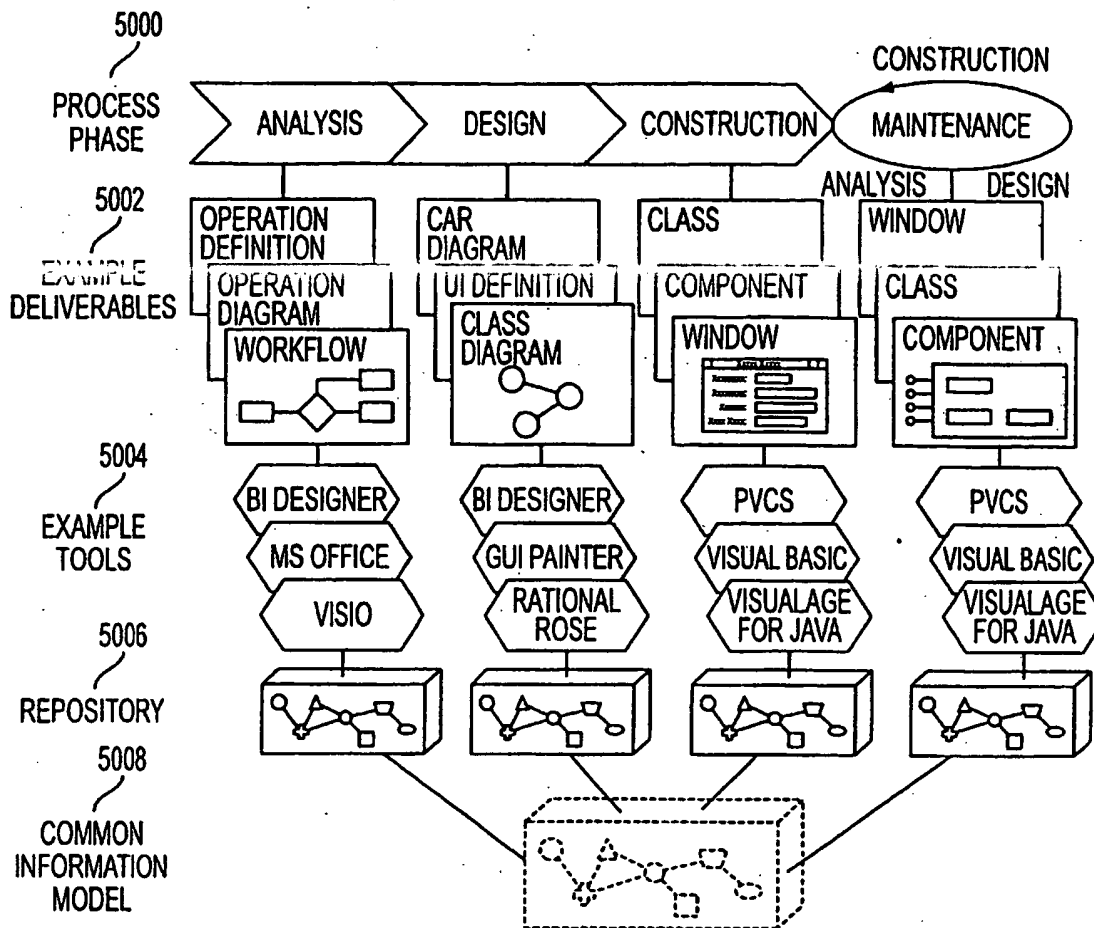 5000
PROCESS
PHASE
ANALYSIS
DESIGN
CONSTRUCTION
CONSTRUCTION
MAINTENANCE
ANALYSIS
DESIGN
5002
EXAMPLE
DELIVERABLES
OPERATION
DEFINITION
OPERATION
DIAGRAM
WORKFLOW
CAR
DIAGRAM
UI DEFINITION
CLASS
DIAGRAM
CLASS
COMPONENT
WINDOW
WINDOW
CLASS
COMPONENT
5004
EXAMPLE
TOOLS
BI DESIGNER
MS OFFICE
VISIO
BI DESIGNER
GUI PAINTER
RATIONAL
ROSE
PVCS
VISUAL BASIC
VISUALAGE
FOR JAVA
PVCS
VISUAL BASIC
VISUALAGE
FOR JAVA
5006
REPOSITORY
5008
COMMON
INFORMATION
MODEL